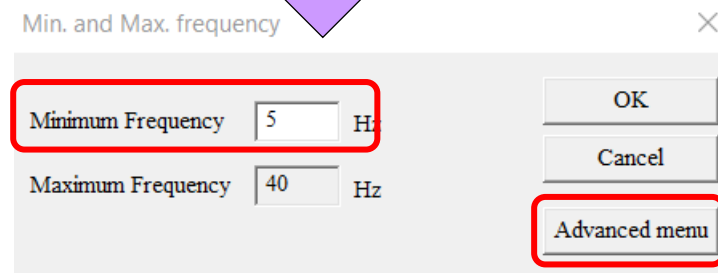 Min. and Max. frequency
Minimum Frequency 5 Hz
OK
Cancel
Maximum Frequency 40 Hz
Advanced menu